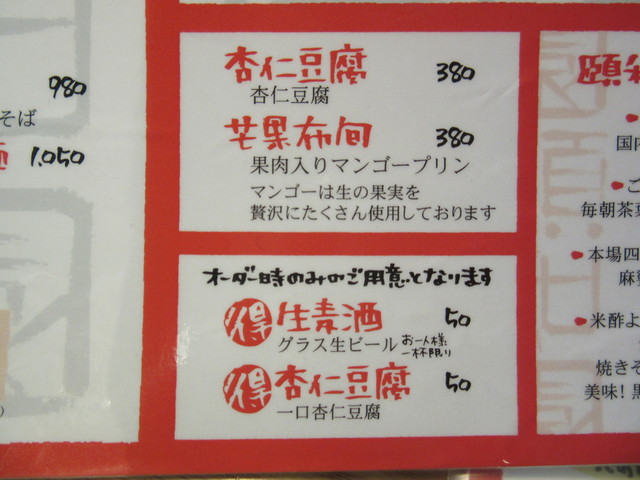 980
そば
1.050
杏仁豆腐 380
杏仁豆腐
芒果布甸 380
果肉入りマンゴープリン
マンゴーは生の果実を
贅沢にたくさん使用しております
オーダー時のみのご用意となります
得 生麦酒 50
グラス生ビール お一人様
一杯限り
得 杏仁豆腐 50
一口杏仁豆腐
頤和
国内
ご
毎朝茶葉
本場四
麻
米酢よ
焼きそ
美味!黒